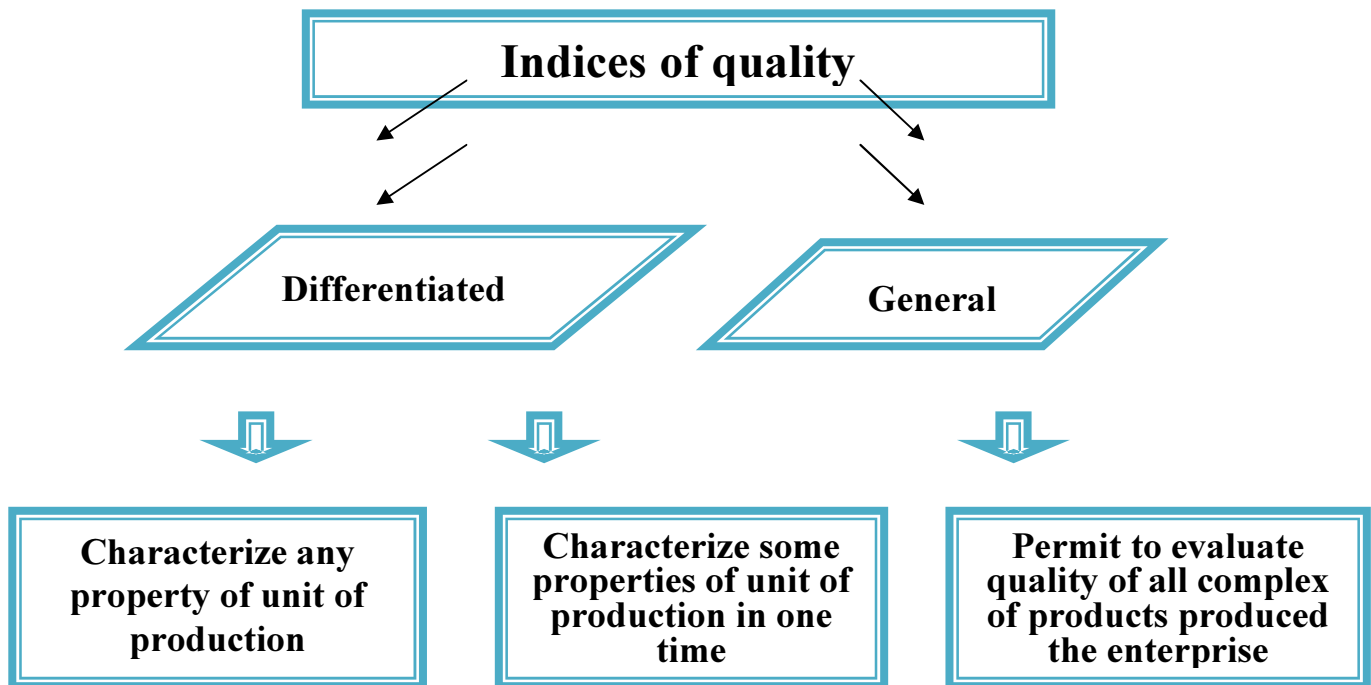 Indices of quality
Differentiated
General
Characterize any
property of unit of
production
Characterize some
properties of unit of
production in one
time
Permit to evaluate
quality of all complex
of products produced
the enterprise